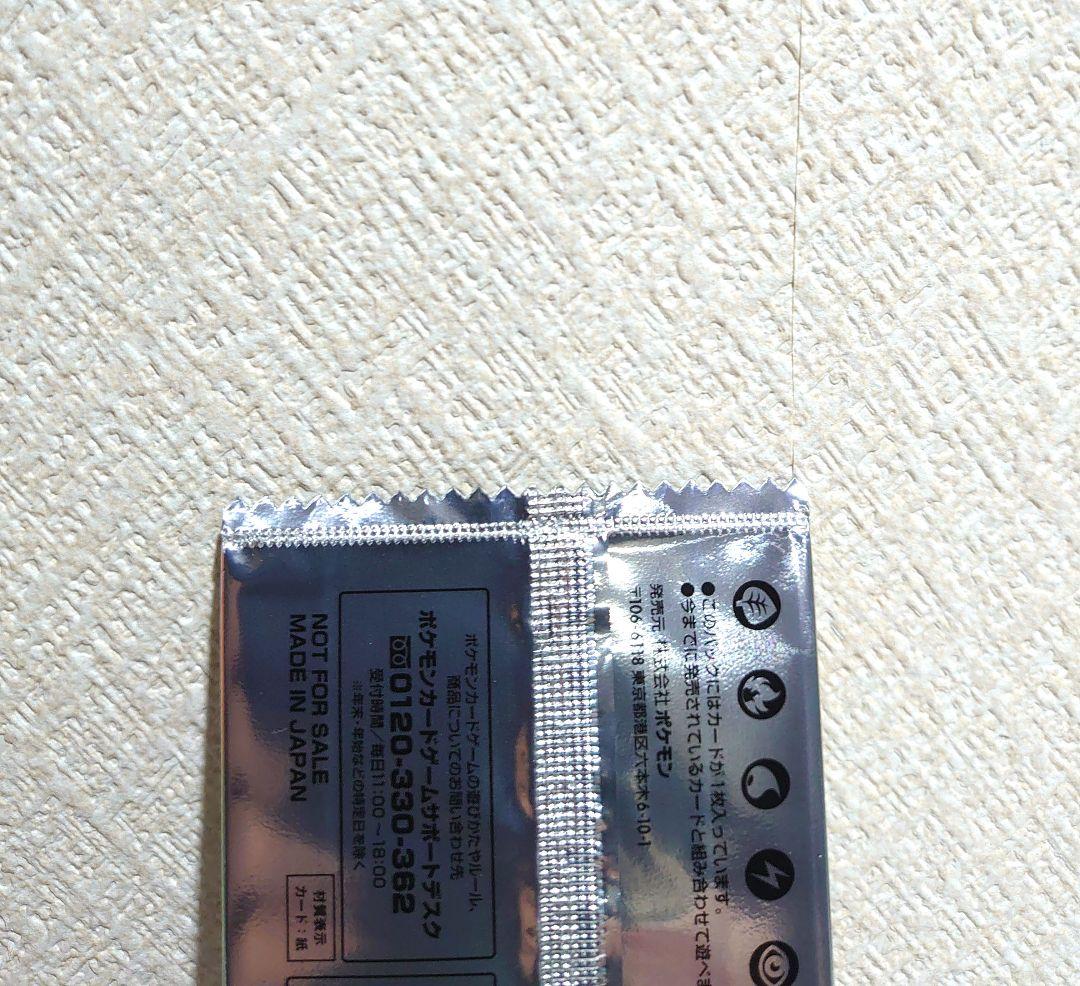 ●このパックにはカードが1枚入っています。
●今までに発売されているカードと組み合わせて遊べま
発売元 株式会社ポケモン
〒106-6118 東京都港区六本木6-10-1
ポケモンカードゲームの遊びかたやルール、
商品についてのお問い合わせ先
ポケモンカードゲームサポートデスク
0120-330-362
受付時間/毎日11:00~18:00
※年末・年始などの特定日を除く
NOT FOR SALE
MADE IN JAPAN
材質表示
カード:紙